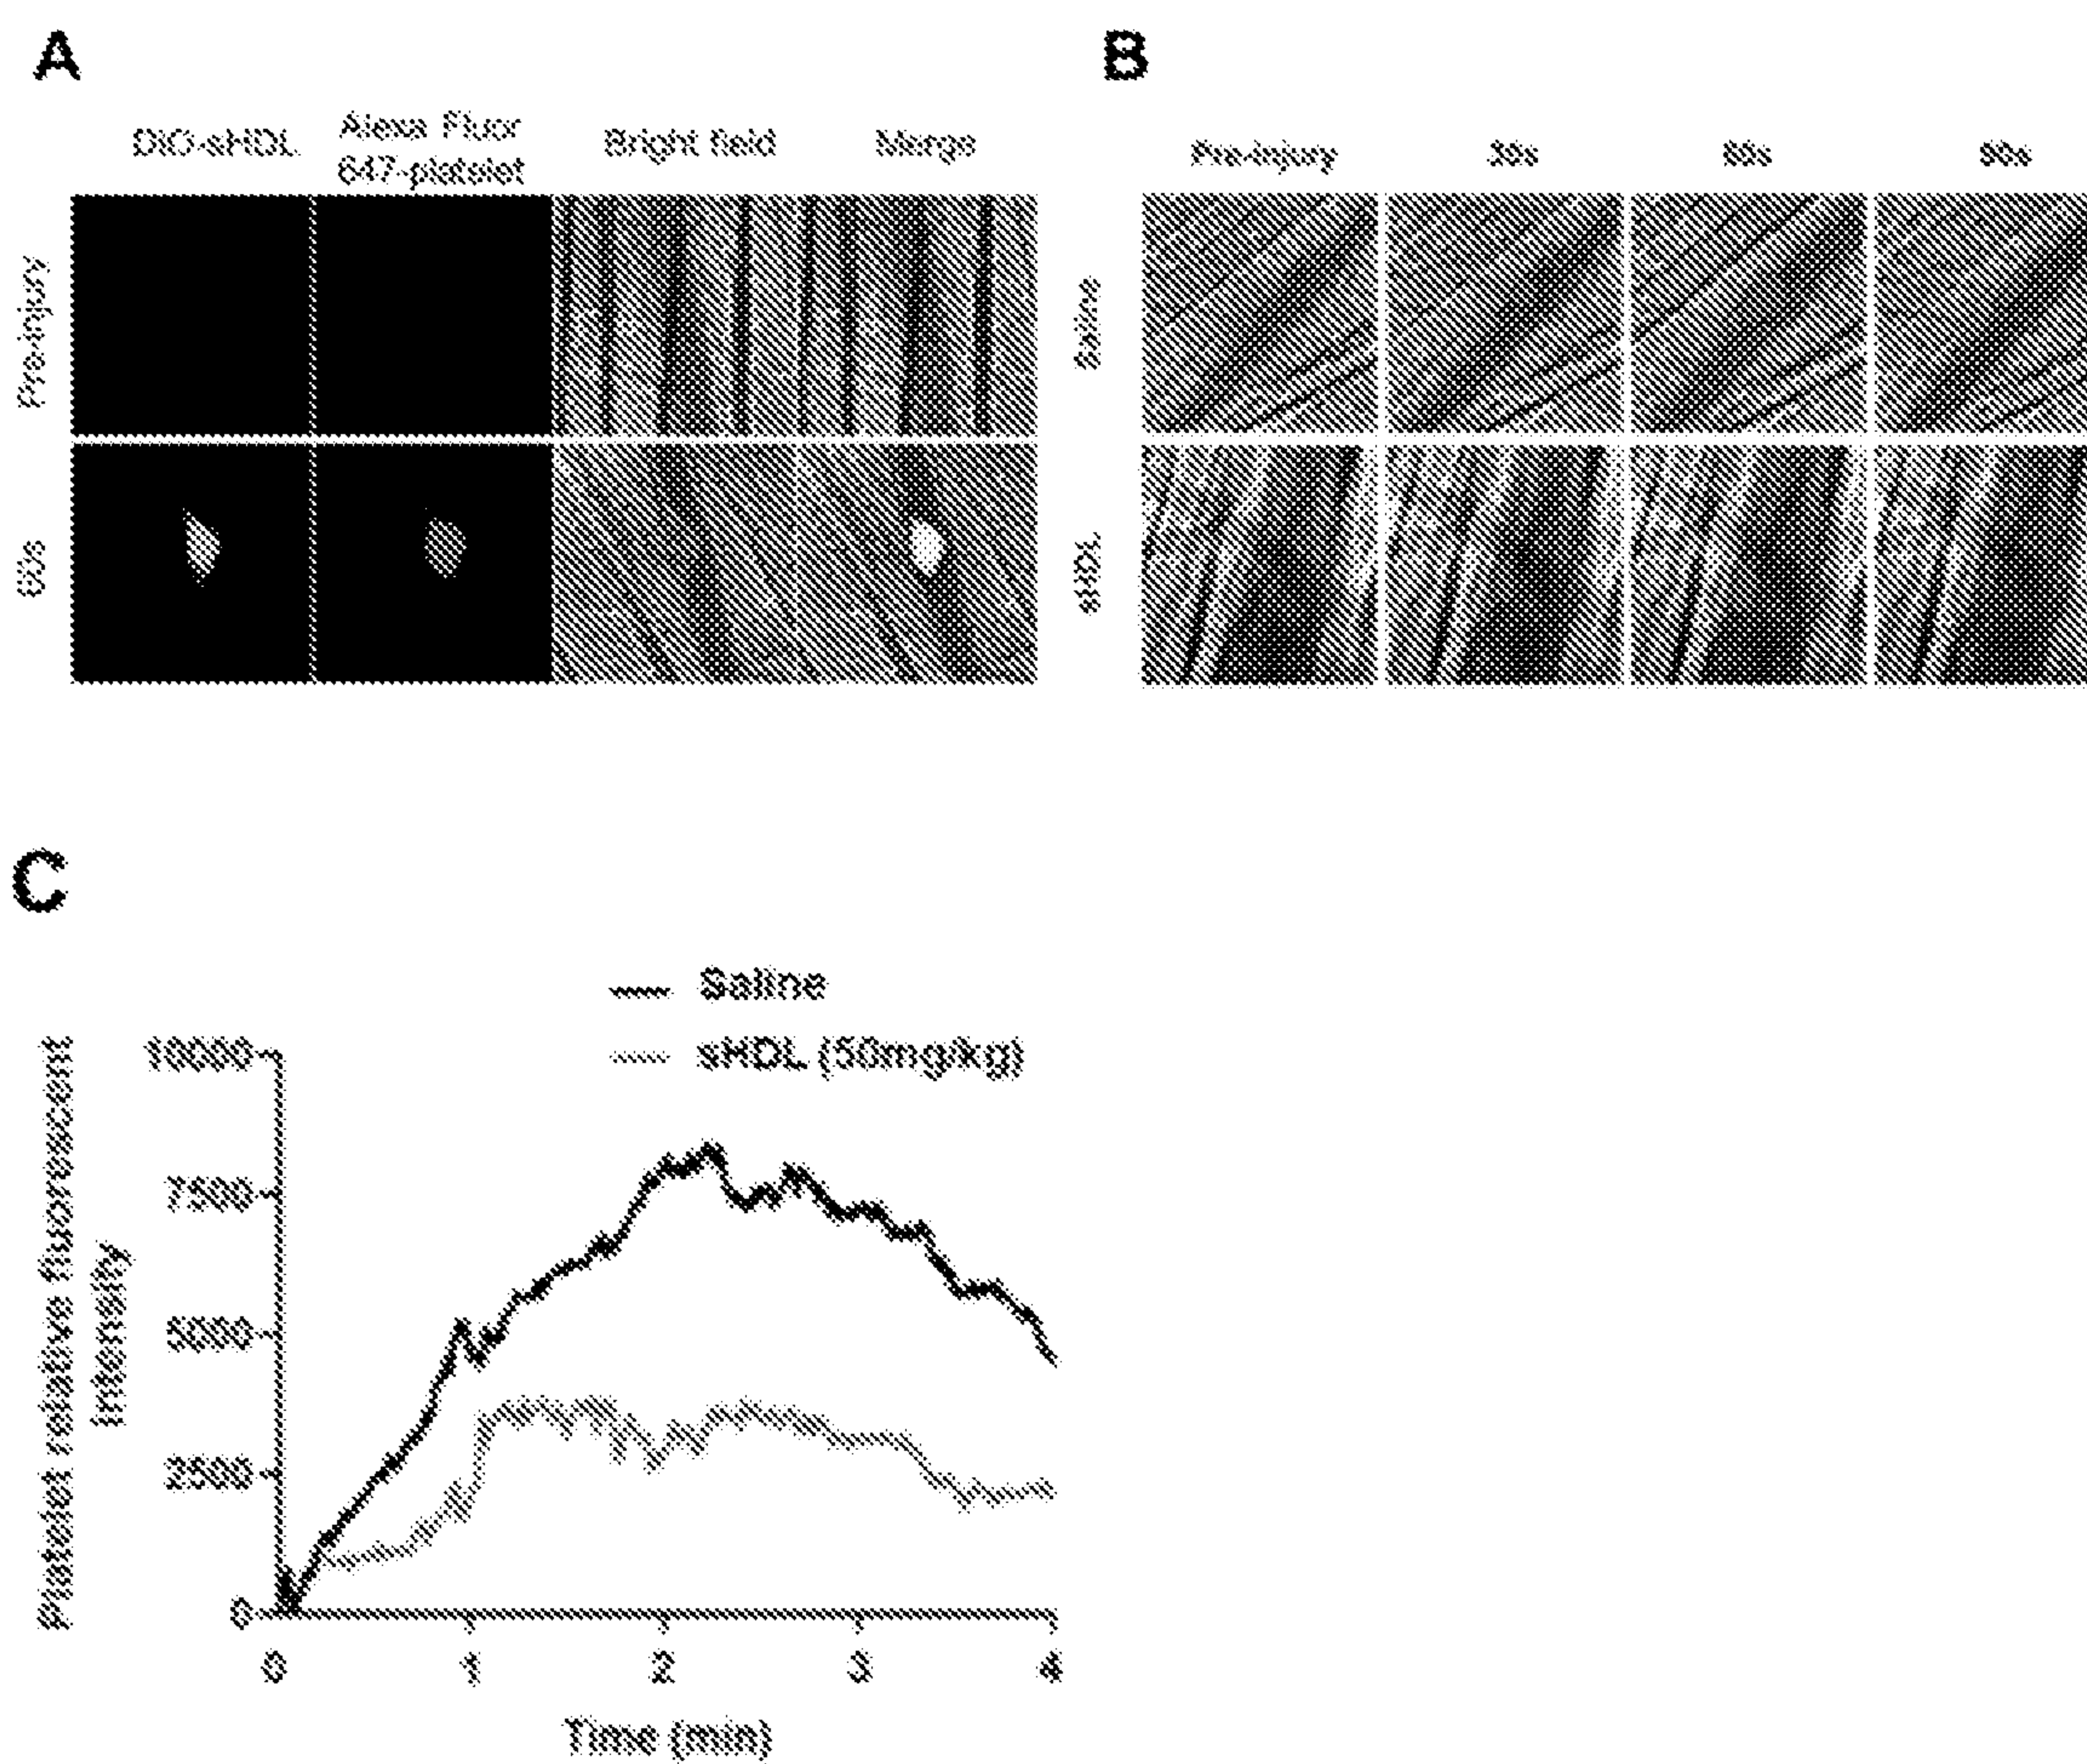 A
B
DiO-sHDL
Alexa Fluor
647-platelet
Bright field
Merge
Pre-injury
30s
60s
90s
Pre-injury
60s
Saline
sHDL
C
Saline
sHDL (50mg/kg)
Platelet relative fluorescent
intensity
10000
7500
5000
2500
0
0
1
2
3
4
Time (min)